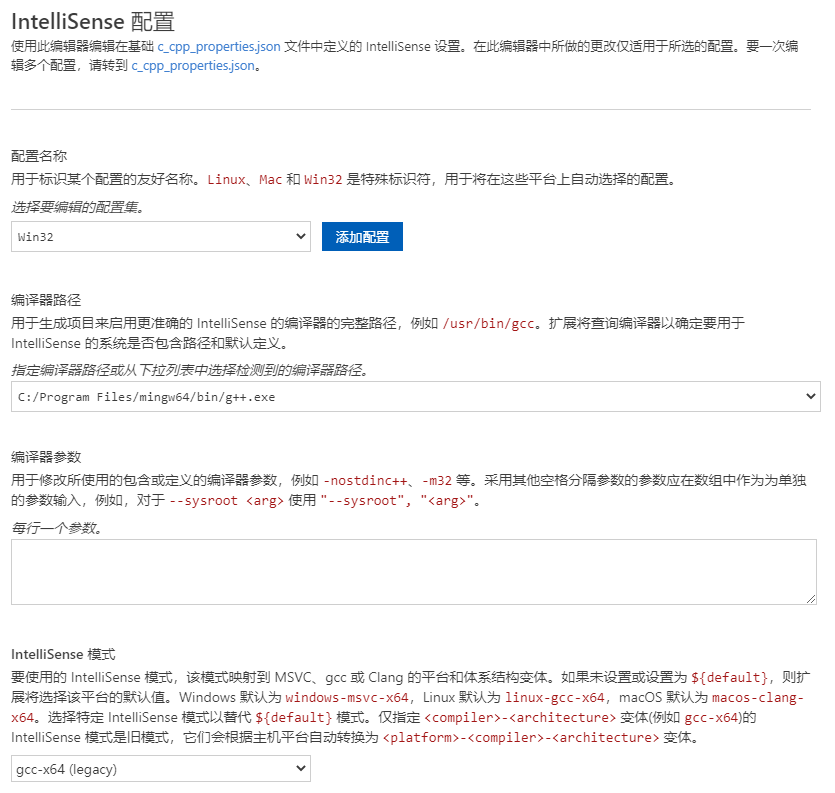 IntelliSense 配置
使用此编辑器编辑在基础 c_cpp_properties.json 文件中定义的 IntelliSense 设置。在此编辑器中所做的更改仅适用于所选的配置。要一次编
辑多个配置，请转到 c_cpp_properties.json。
配置名称
用于标识某个配置的友好名称。Linux、Mac 和 Win32 是特殊标识符，用于将在这些平台上自动选择的配置。
选择要编辑的配置集。
Win32
添加配置
编译器路径
用于生成项目来启用更准确的 IntelliSense 的编译器的完整路径，例如 /usr/bin/gcc。扩展将查询编译器以确定要用于
IntelliSense 的系统是否包含路径和默认定义。
指定编译器路径或从下拉列表中选择检测到的编译器路径。
C:/Program Files/mingw64/bin/g++.exe
编译器参数
用于修改所使用的包含或定义的编译器参数，例如 -nostdinc++、-m32 等。采用其他空格分隔参数的参数应在数组中作为为单独
的参数输入，例如，对于 --sysroot <arg> 使用 "--sysroot", "<arg>"。
每行一个参数。
IntelliSense 模式
要使用的 IntelliSense 模式，该模式映射到 MSVC、gcc 或 Clang 的平台和体系结构变体。如果未设置或设置为 ${default}，则扩
展将选择该平台的默认值。Windows 默认为 windows-msvc-x64，Linux 默认为 linux-gcc-x64，macOS 默认为 macos-clang-
x64。选择特定 IntelliSense 模式以替代 ${default} 模式。仅指定 <compiler>-<architecture> 变体(例如 gcc-x64)的
IntelliSense 模式是旧模式，它们会根据主机平台自动转换为 <platform>-<compiler>-<architecture> 变体。
gcc-x64 (legacy)